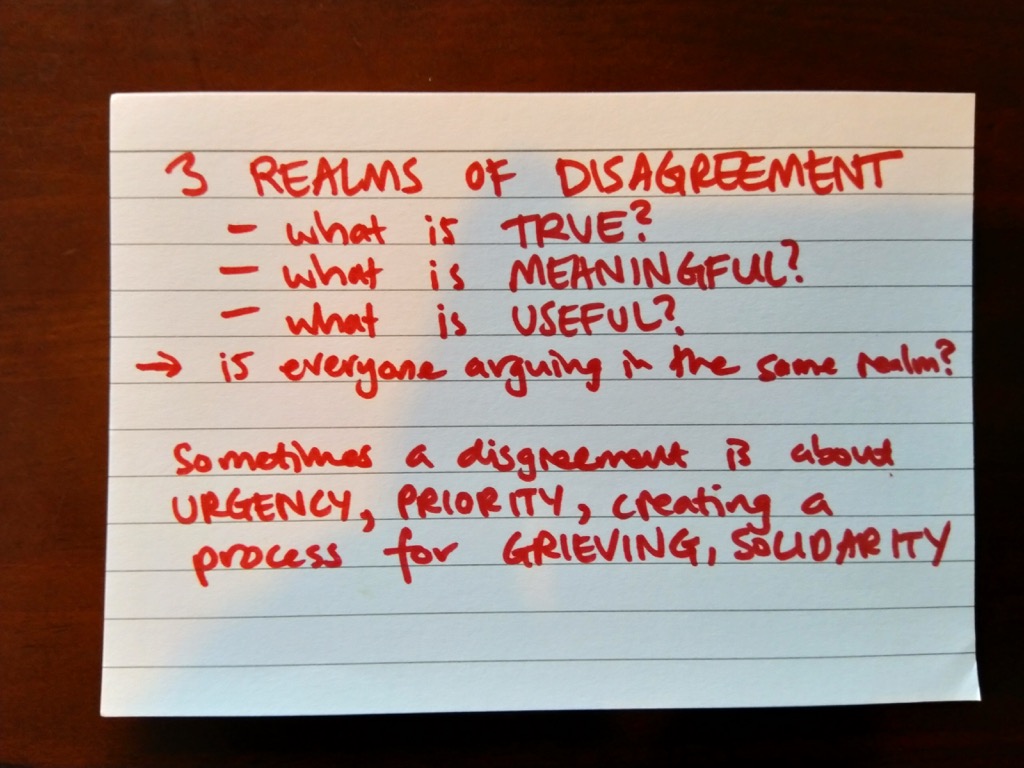 3 REALMS OF DISAGREEMENT
- what is TRUE?
- what is MEANINGFUL?
- what is USEFUL?
→ is everyone arguing in the same realm?
Sometimes a disgreement is about
URGENCY, PRIORITY, creating a
process for GRIEVING, SOLIDARITY